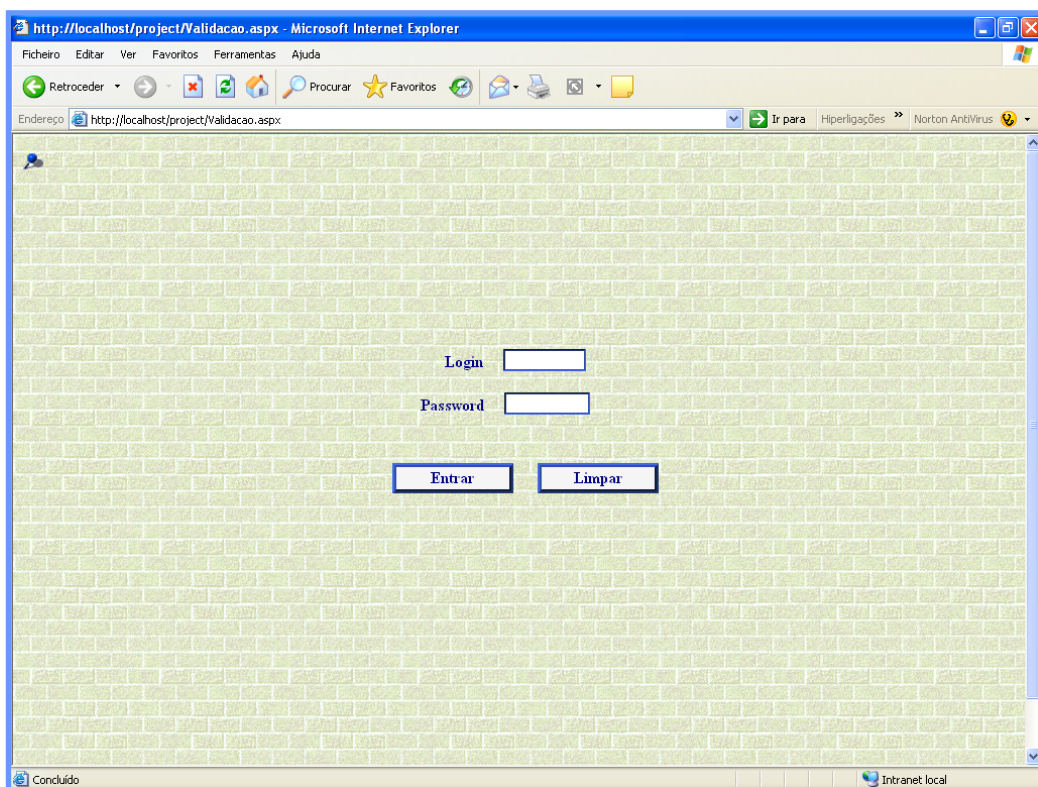 http://localhost/project/Validacao.aspx - Microsoft Internet Explorer
Ficheiro Editar Ver Favoritos Ferramentas Ajuda
Retroceder Procurar Favoritos
Endereço http://localhost/project/Validacao.aspx Ir para Hiperligações » Norton AntiVirus
Login
Password
Entrar Limpar
Concluído Intranet local